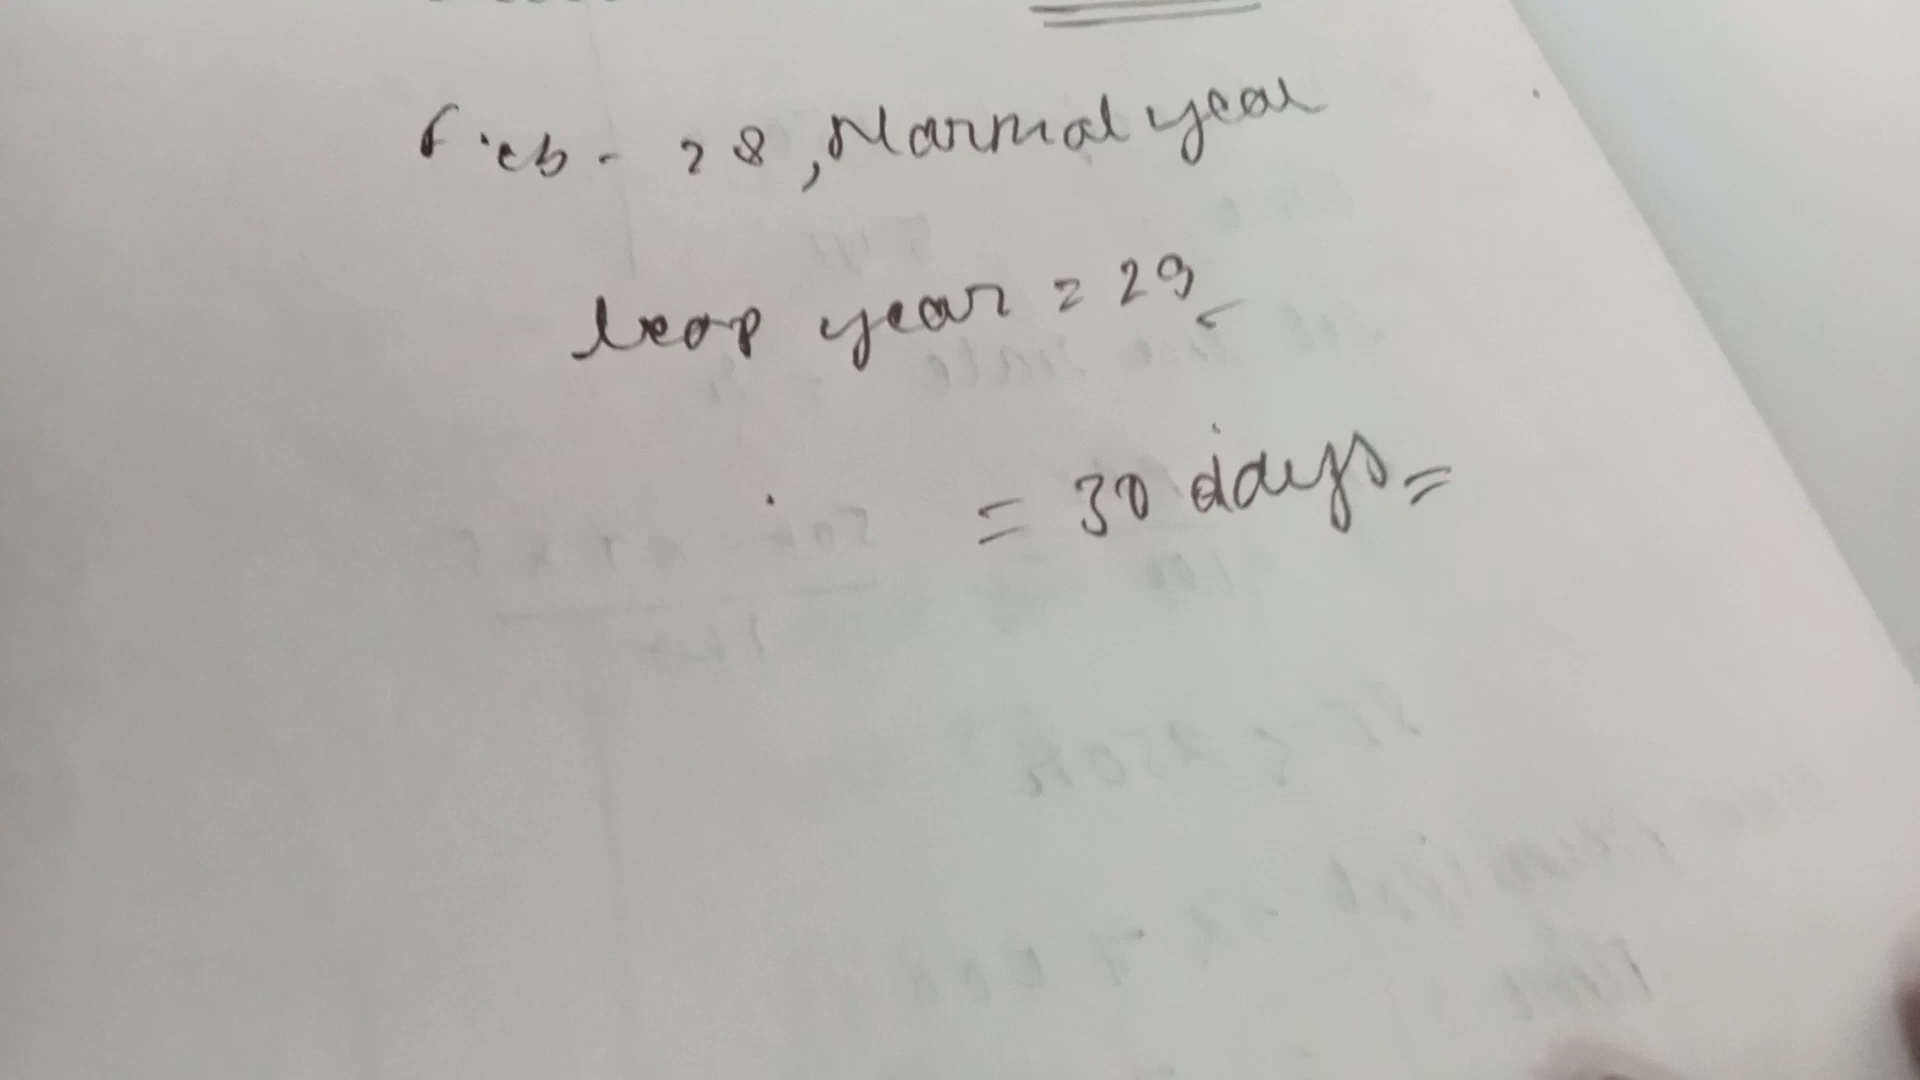 Feb - 28, Normal year
leap year = 29
= 30 days =